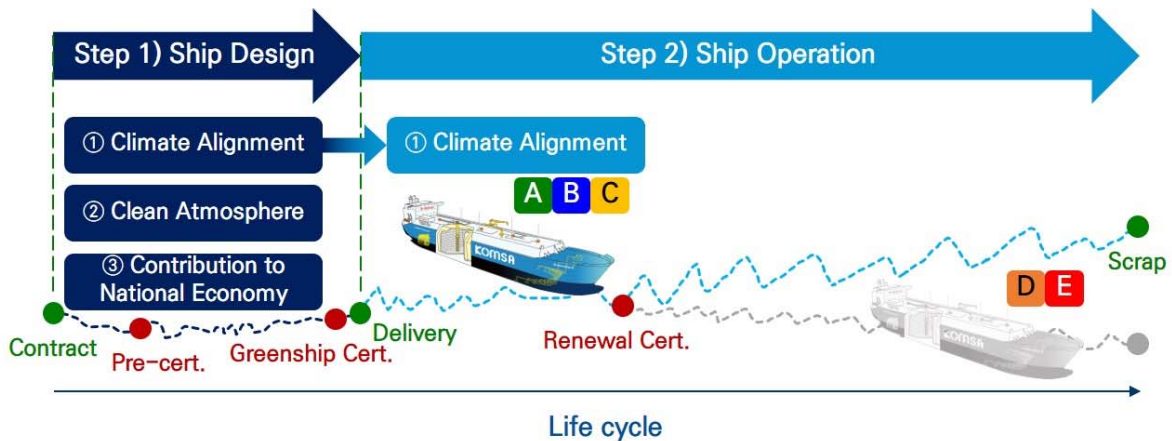 Step 1) Ship Design
Step 2) Ship Operation
① Climate Alignment
① Climate Alignment
② Clean Atmosphere
A B C
③ Contribution to
National Economy
KOMSA
D E
Scrap
KOMSA
Contract
Pre-cert.
Greenship Cert.
Delivery
Renewal Cert.
Life cycle